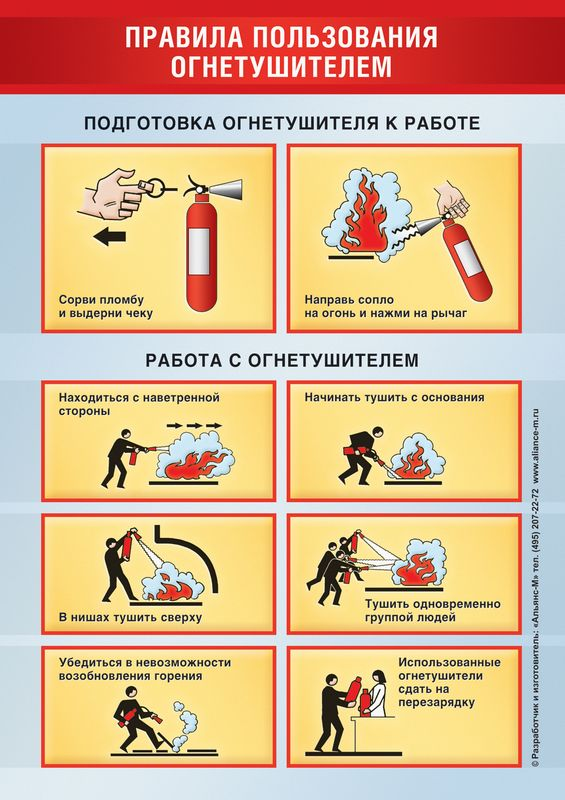 ПРАВИЛА ПОЛЬЗОВАНИЯ
ОГНЕТУШИТЕЛЕМ
ПОДГОТОВКА ОГНЕТУШИТЕЛЯ К РАБОТЕ
Сорви пломбу
и выдерни чеку
Направь сопло
на огонь и нажми на рычаг
РАБОТА С ОГНЕТУШИТЕЛЕМ
Находиться с наветренной
стороны
Начинать тушить с основания
В нишах тушить сверху
Тушить одновременно
группой людей
Убедиться в невозможности
возобновления горения
Использованные
огнетушители
сдать на
перезарядку
© Разработчик и изготовитель: «Альянс-М» тел. (495) 207-22-72 www.aliance-m.ru